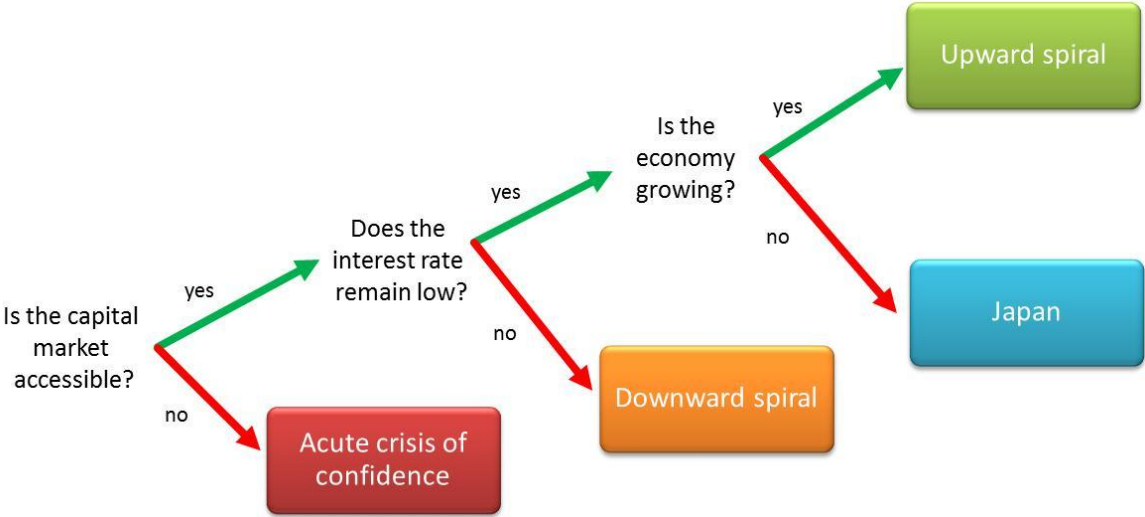 Is the capital
market
accessible?
yes
no
Acute crisis of
confidence
Does the
interest rate
remain low?
yes
no
Downward spiral
Is the
economy
growing?
yes
no
Upward spiral
Japan